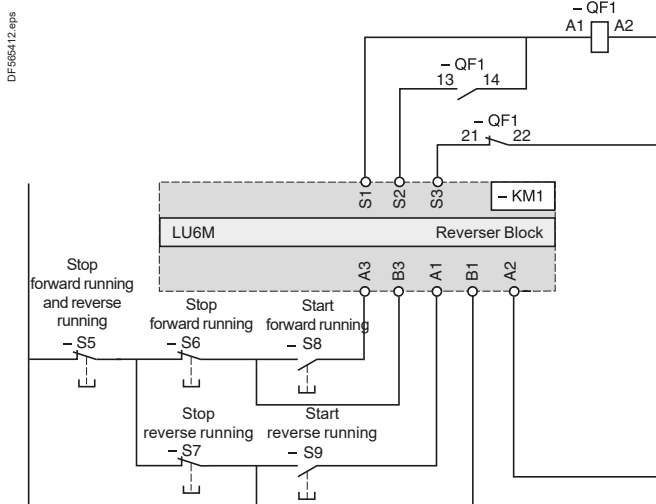 DF565412.eps
– QF1
A1 A2
– QF1
13 14
– QF1
21 22
S1
S2
S3
– KM1
LU6M
Reverser Block
A3
B3
A1
B1
A2
Stop
forward running
and reverse
running
– S5
Stop
forward running
– S6
Start
forward running
– S8
Stop
reverse running
– S7
Start
reverse running
– S9